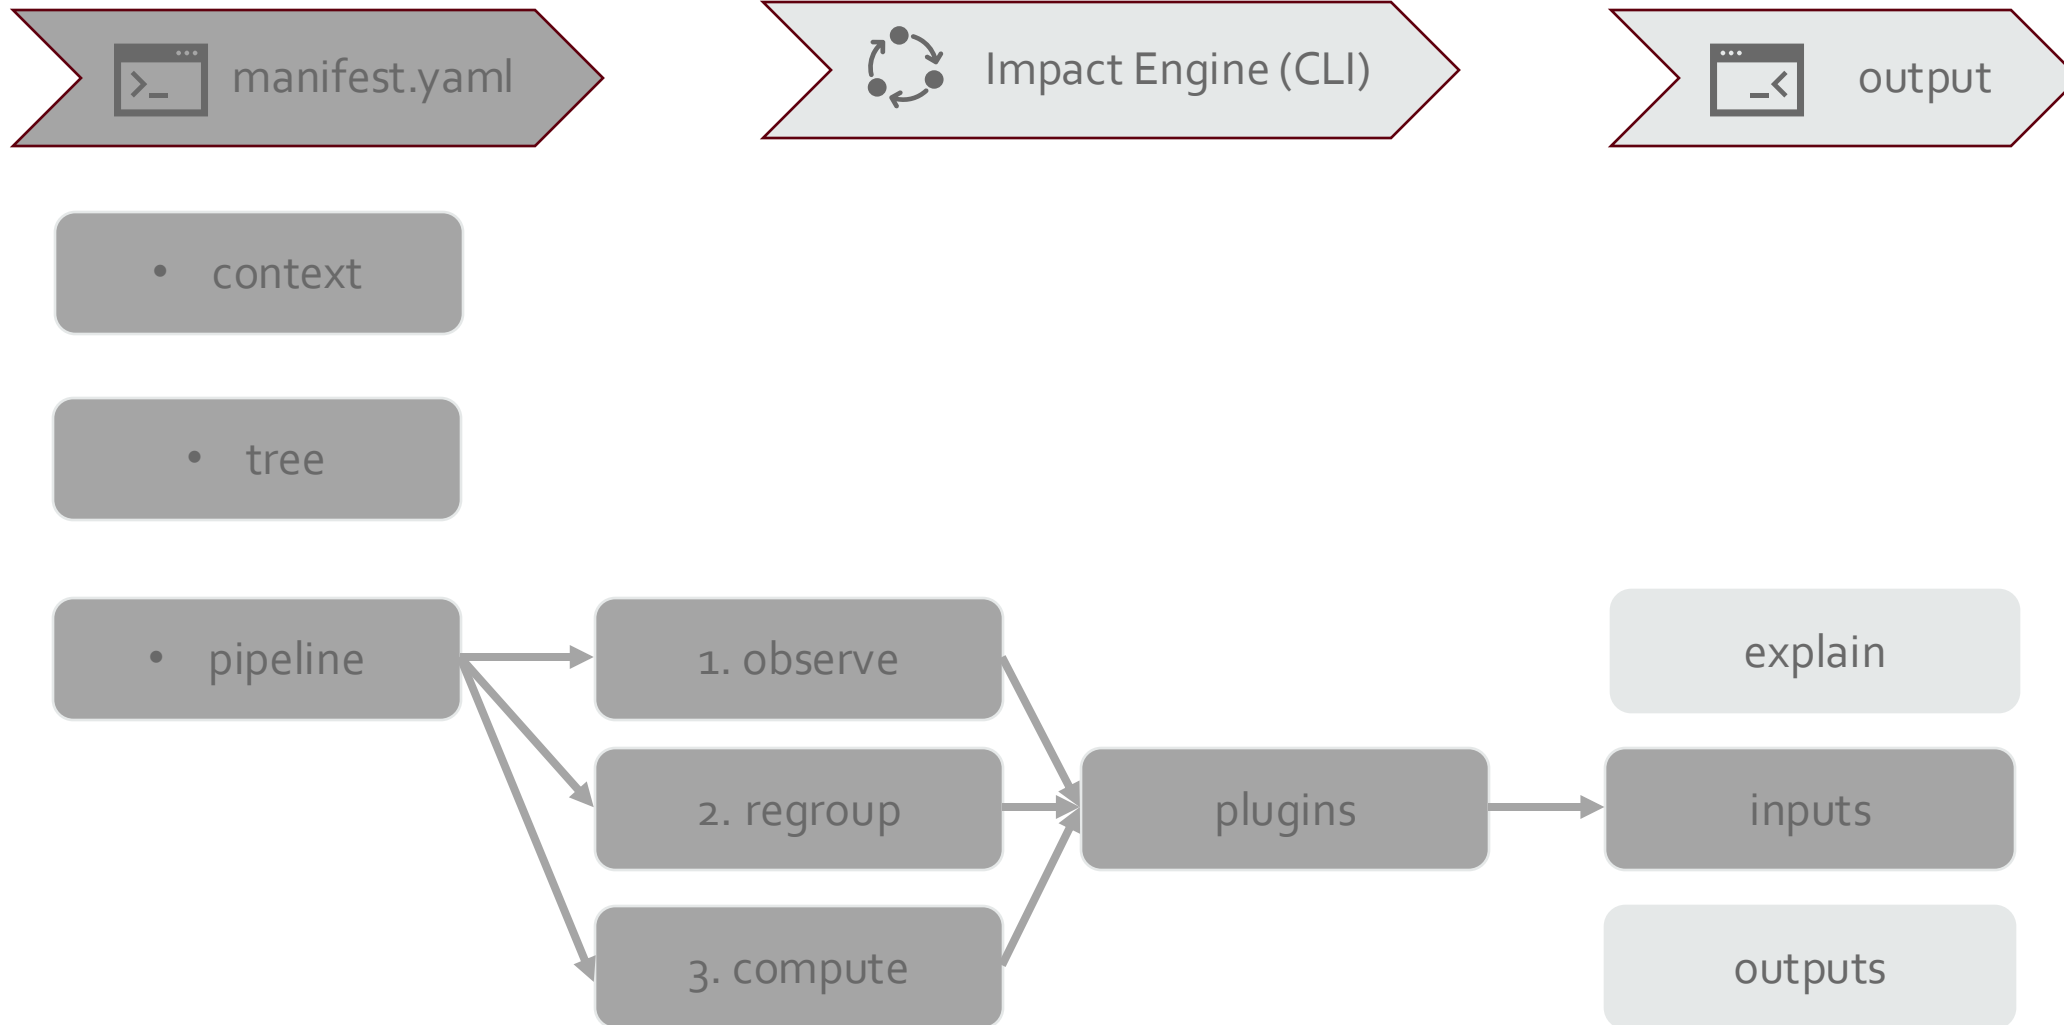 manifest.yaml
Impact Engine (CLI)
output
• context
• tree
• pipeline
1. observe
explain
2. regroup
plugins
inputs
3. compute
outputs